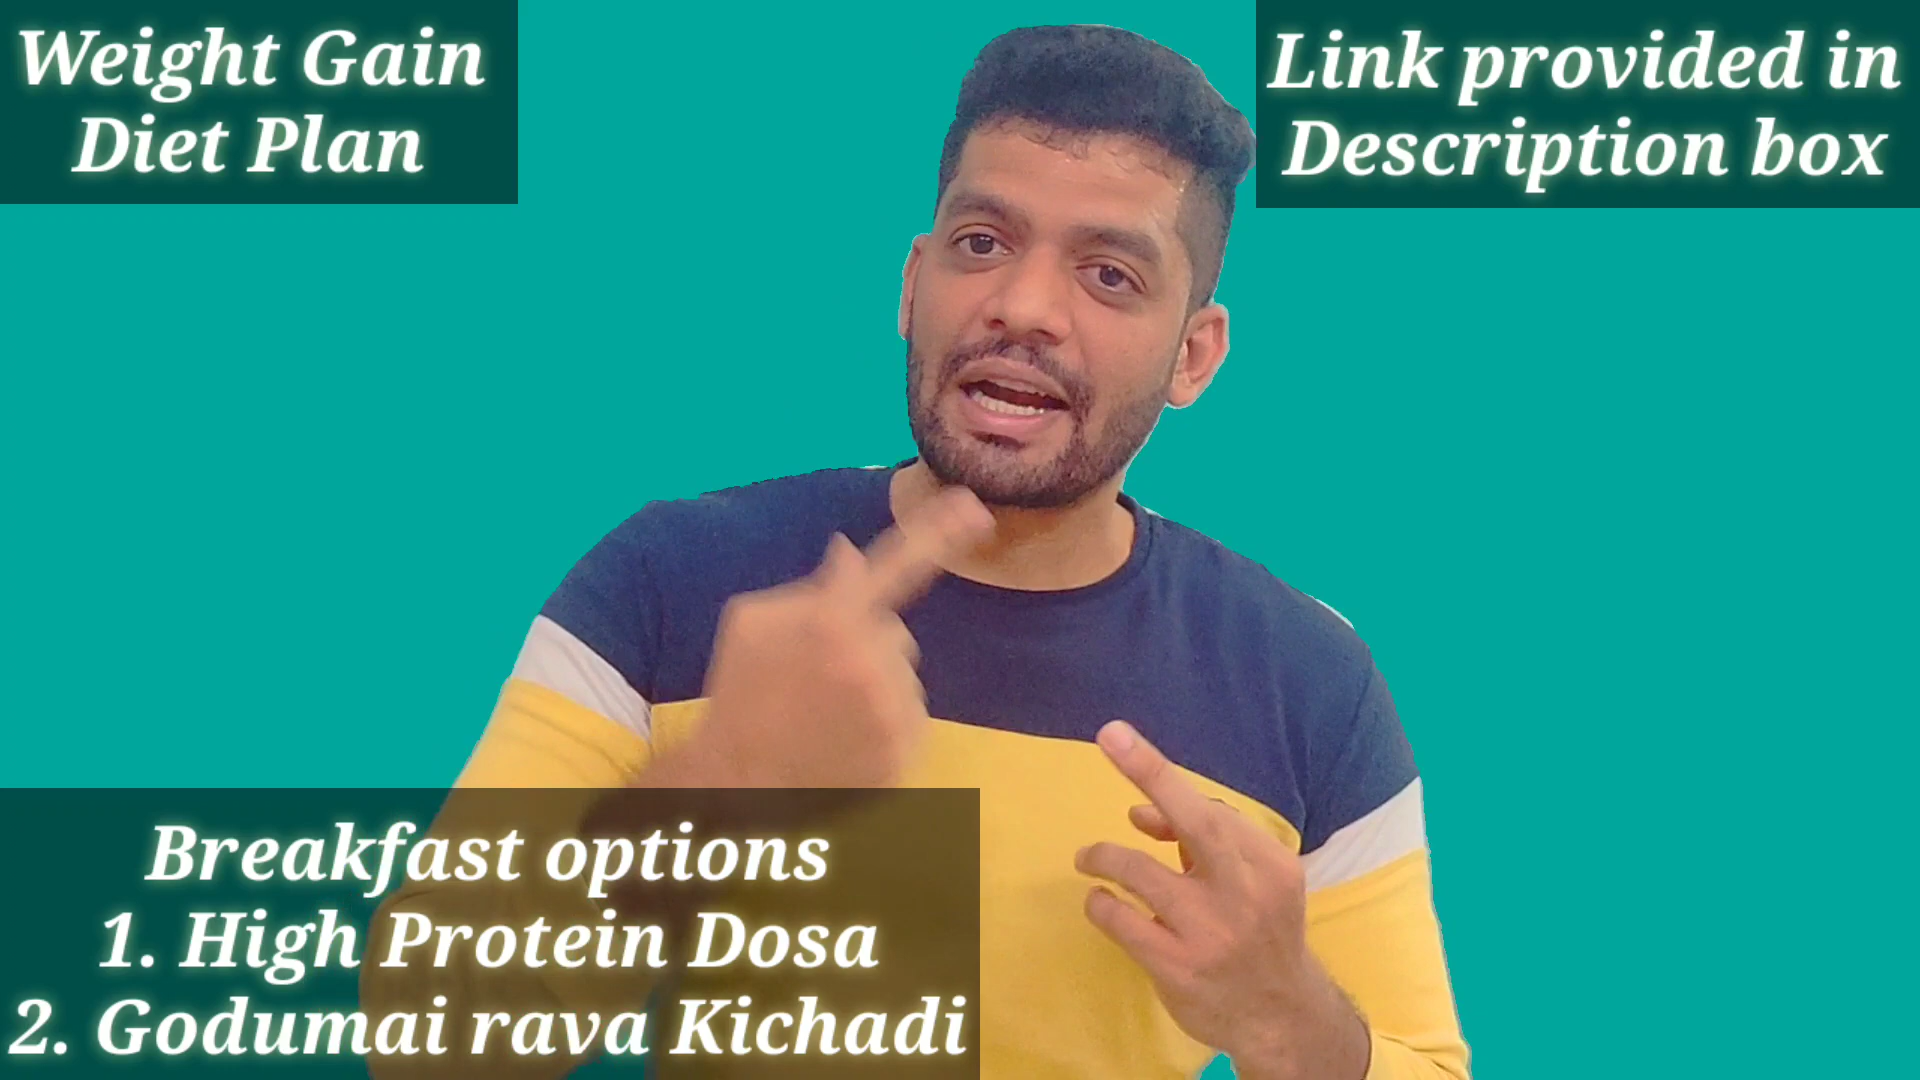 Weight Gain
Diet Plan
Link provided in
Description box
Breakfast options
1. High Protein Dosa
2. Godumai rava Kichadi